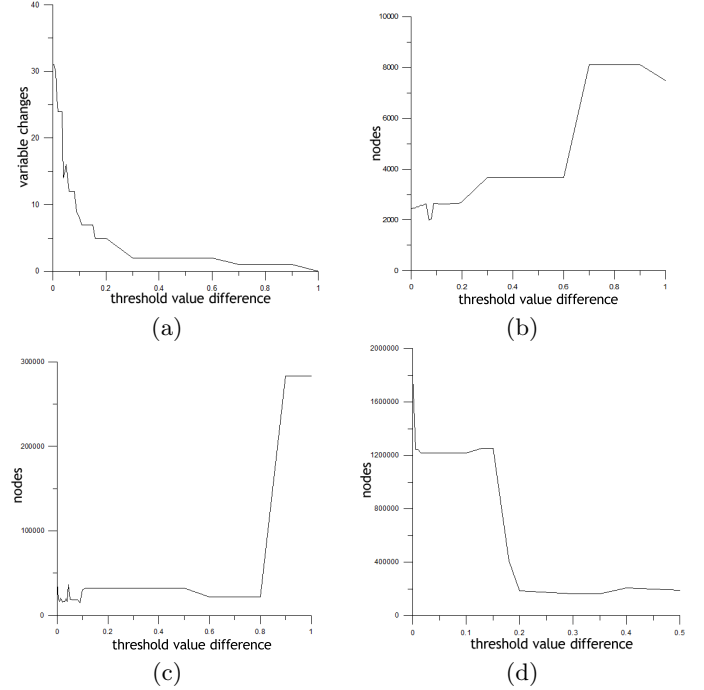 40
30
20
10
0
variable changes
0 0.2 0.4 0.6 0.8 1
threshold value difference
(a)
10000
8000
6000
4000
2000
0
nodes
0 0.2 0.4 0.6 0.8 1
threshold value difference
(b)
300000
200000
100000
0
nodes
0 0.2 0.4 0.6 0.8 1
threshold value difference
(c)
2000000
1600000
1200000
800000
400000
0
nodes
0 0.1 0.2 0.3 0.4 0.5
threshold value difference
(d)